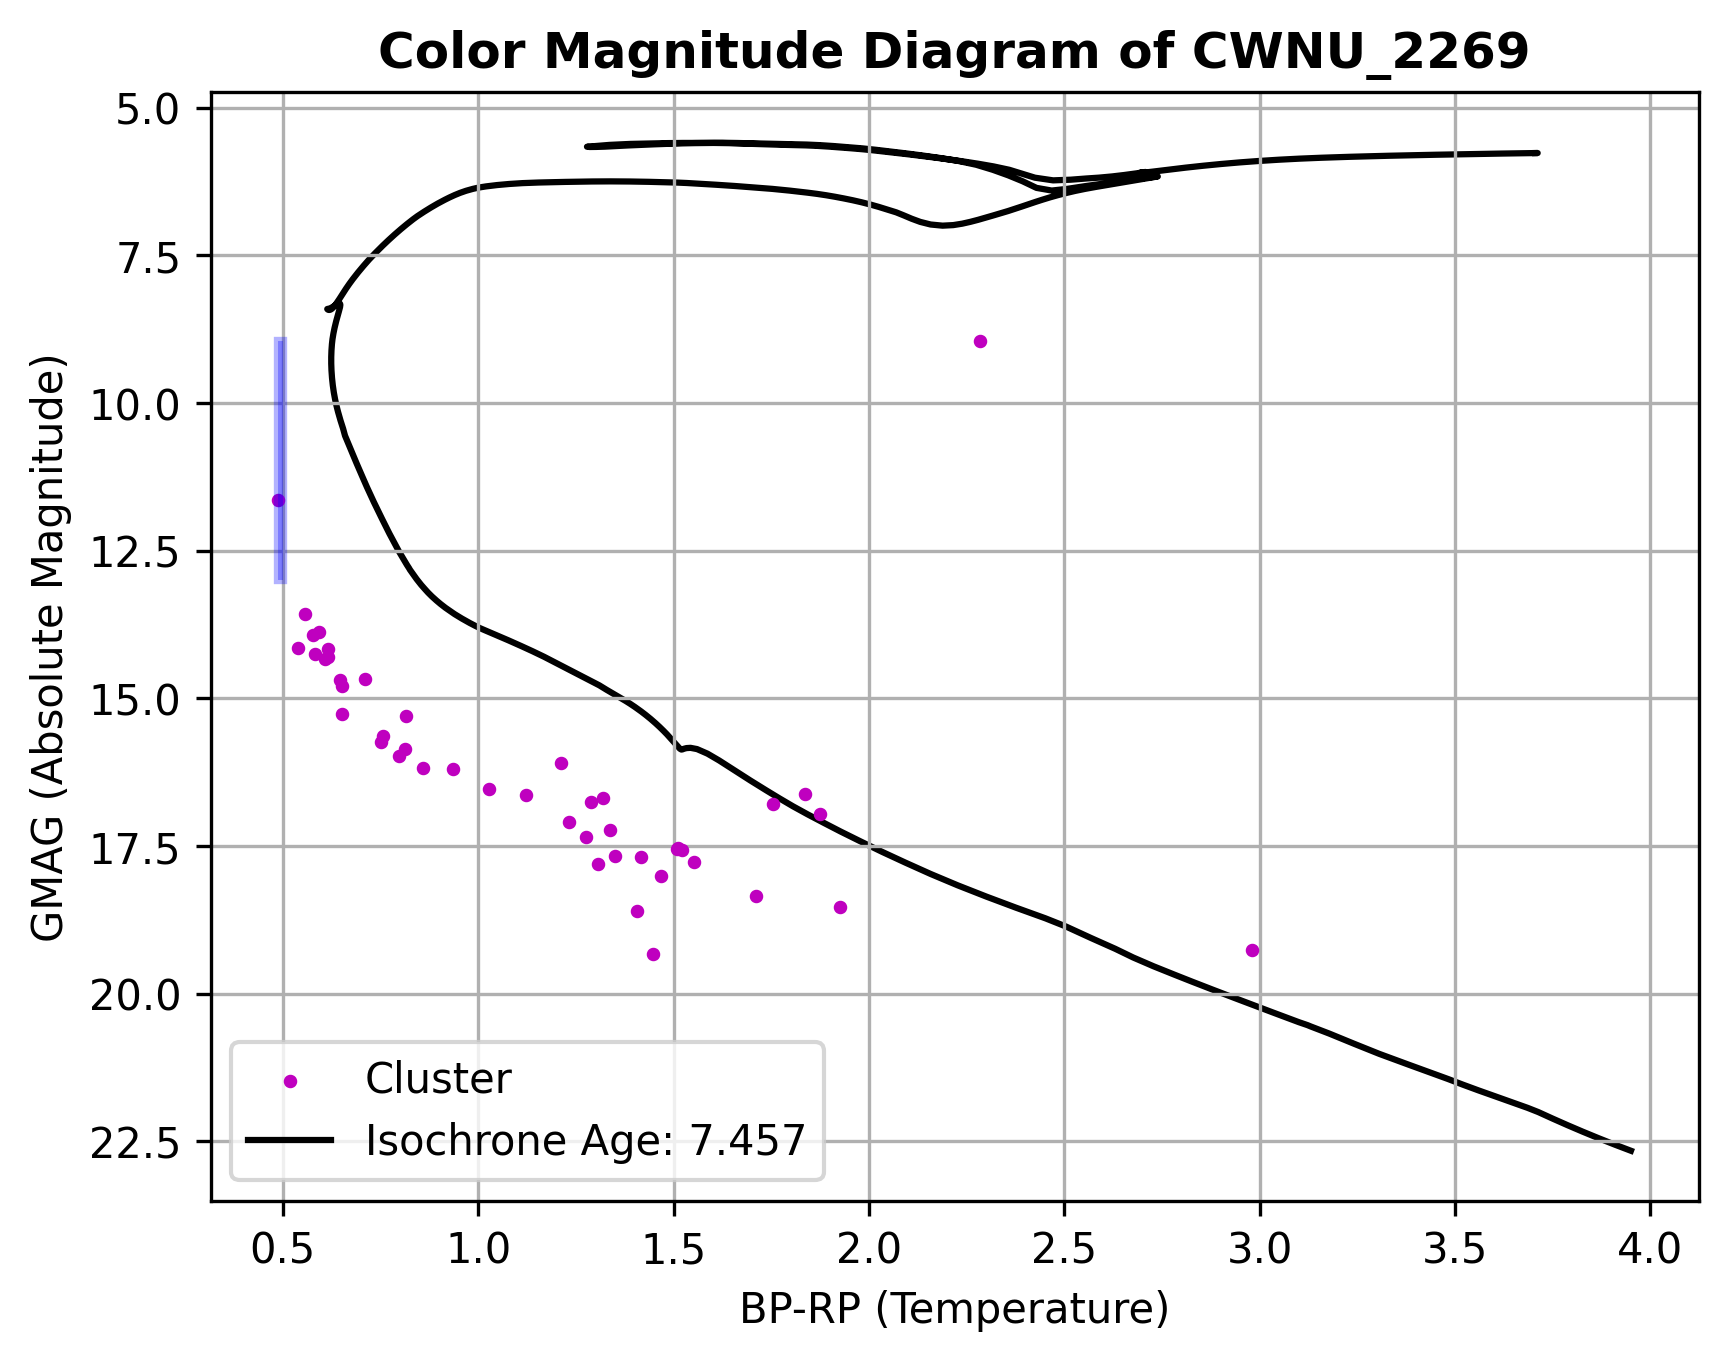 Color Magnitude Diagram of CWNU_2269
GMAG (Absolute Magnitude)
5.0
7.5
10.0
12.5
15.0
17.5
20.0
22.5
Cluster
Isochrone Age: 7.457
0.5 1.0 1.5 2.0 2.5 3.0 3.5 4.0
BP-RP (Temperature)